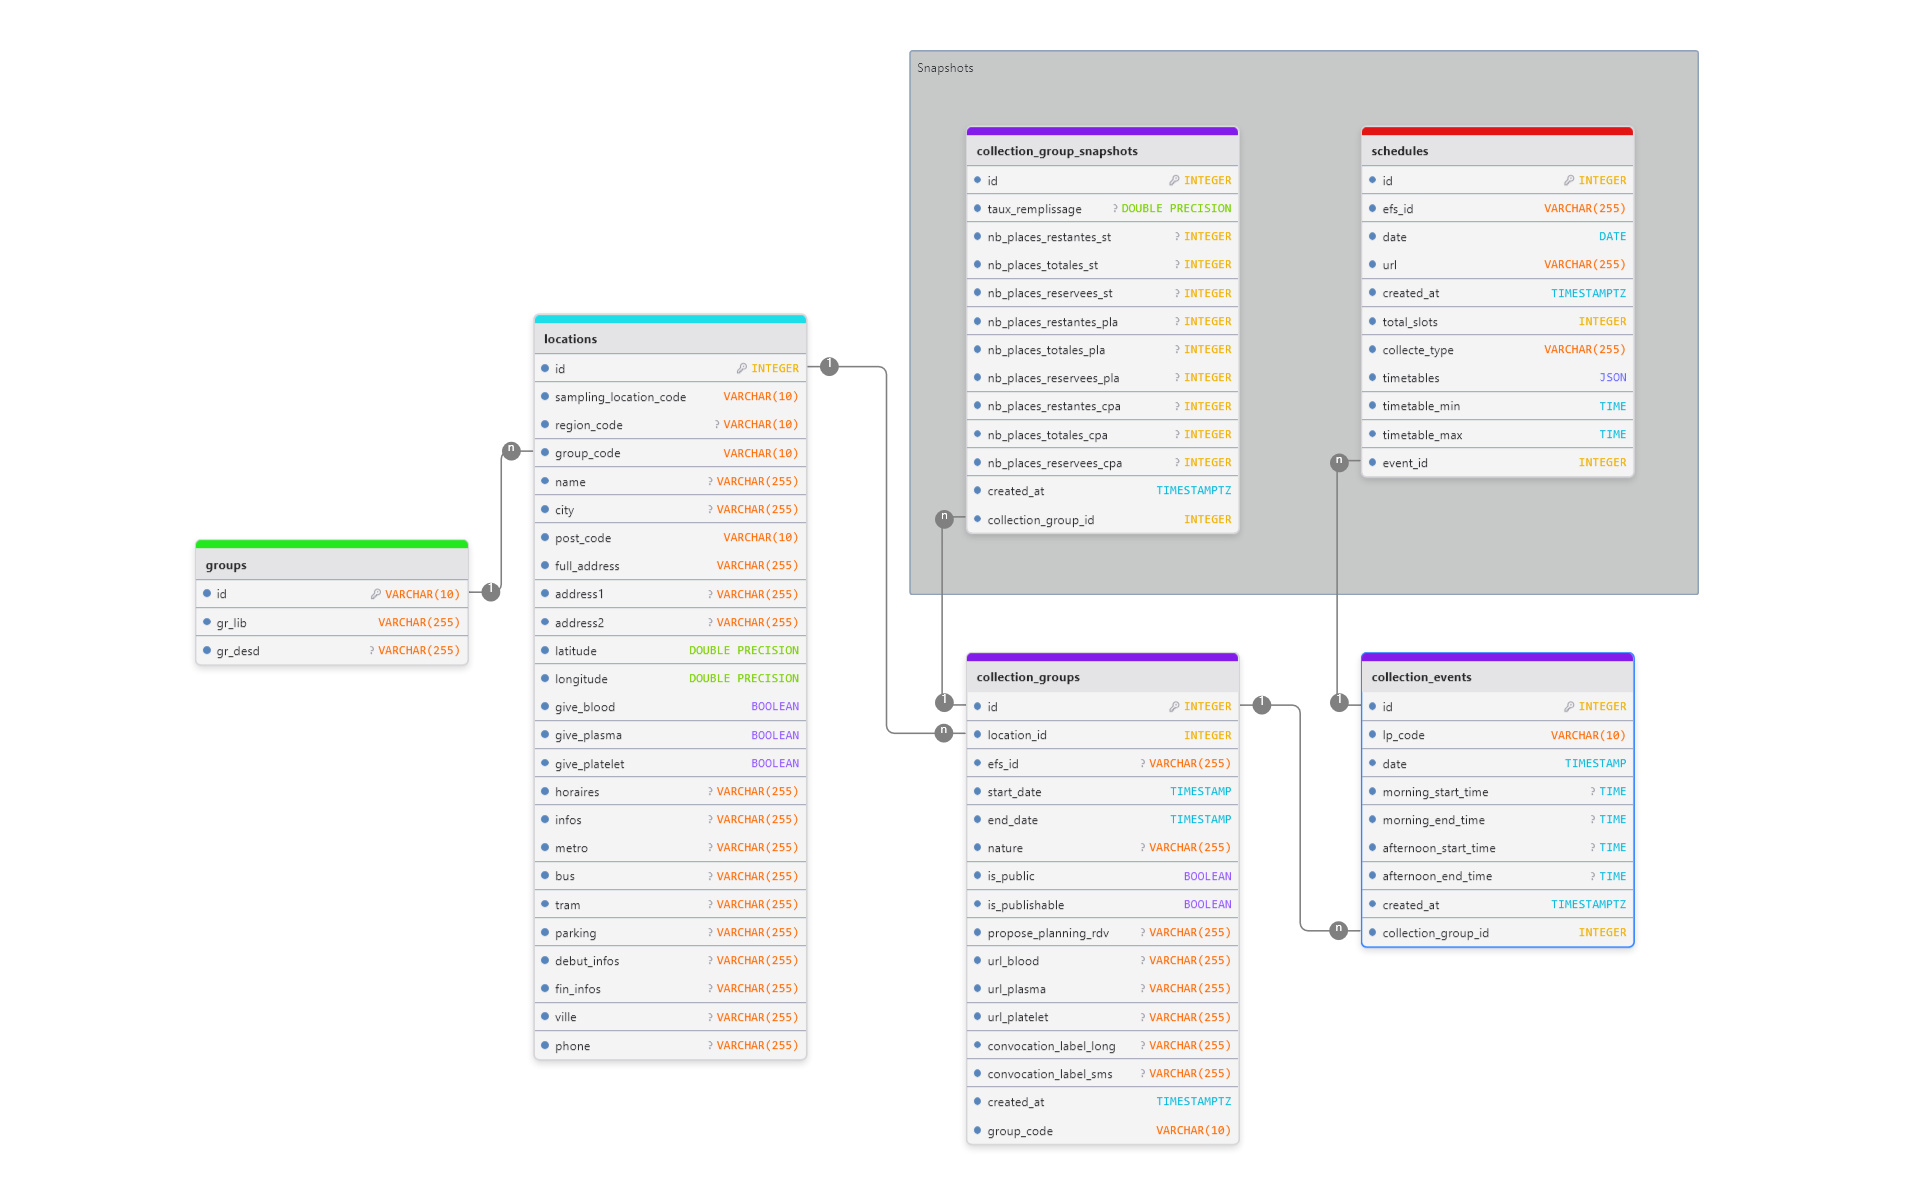 Snapshots
collection_group_snapshots
id INTEGER
taux_remplissage ? DOUBLE PRECISION
nb_places_restantes_st ? INTEGER
nb_places_totales_st ? INTEGER
nb_places_reservees_st ? INTEGER
nb_places_restantes_pla ? INTEGER
nb_places_totales_pla ? INTEGER
nb_places_reservees_pla ? INTEGER
nb_places_restantes_cpa ? INTEGER
nb_places_totales_cpa ? INTEGER
nb_places_reservees_cpa ? INTEGER
created_at TIMESTAMPTZ
n collection_group_id INTEGER
schedules
id INTEGER
efs_id VARCHAR(255)
date DATE
url VARCHAR(255)
created_at TIMESTAMPTZ
total_slots INTEGER
collecte_type VARCHAR(255)
timetables JSON
timetable_min TIME
timetable_max TIME
n event_id INTEGER
locations
id INTEGER 1
sampling_location_code VARCHAR(10)
region_code ? VARCHAR(10)
n group_code VARCHAR(10)
name ? VARCHAR(255)
city ? VARCHAR(255)
post_code VARCHAR(10)
full_address VARCHAR(255)
address1 ? VARCHAR(255)
address2 ? VARCHAR(255)
latitude DOUBLE PRECISION
longitude DOUBLE PRECISION
give_blood BOOLEAN
give_plasma BOOLEAN
give_platelet BOOLEAN
horaires ? VARCHAR(255)
infos ? VARCHAR(255)
metro ? VARCHAR(255)
bus ? VARCHAR(255)
tram ? VARCHAR(255)
parking ? VARCHAR(255)
debut_infos ? VARCHAR(255)
fin_infos ? VARCHAR(255)
ville ? VARCHAR(255)
phone ? VARCHAR(255)
groups
id VARCHAR(10) 1
gr_lib VARCHAR(255)
gr_desd ? VARCHAR(255)
collection_groups
1 id INTEGER 1
n location_id INTEGER
efs_id ? VARCHAR(255)
start_date TIMESTAMP
end_date TIMESTAMP
nature ? VARCHAR(255)
is_public BOOLEAN
is_publishable BOOLEAN
propose_planning_rdv ? VARCHAR(255)
url_blood ? VARCHAR(255)
url_plasma ? VARCHAR(255)
url_platelet ? VARCHAR(255)
convocation_label_long ? VARCHAR(255)
convocation_label_sms ? VARCHAR(255)
created_at TIMESTAMPTZ
group_code VARCHAR(10)
collection_events
1 id INTEGER
lp_code VARCHAR(10)
date TIMESTAMP
morning_start_time ? TIME
morning_end_time ? TIME
afternoon_start_time ? TIME
afternoon_end_time ? TIME
created_at TIMESTAMPTZ
n collection_group_id INTEGER